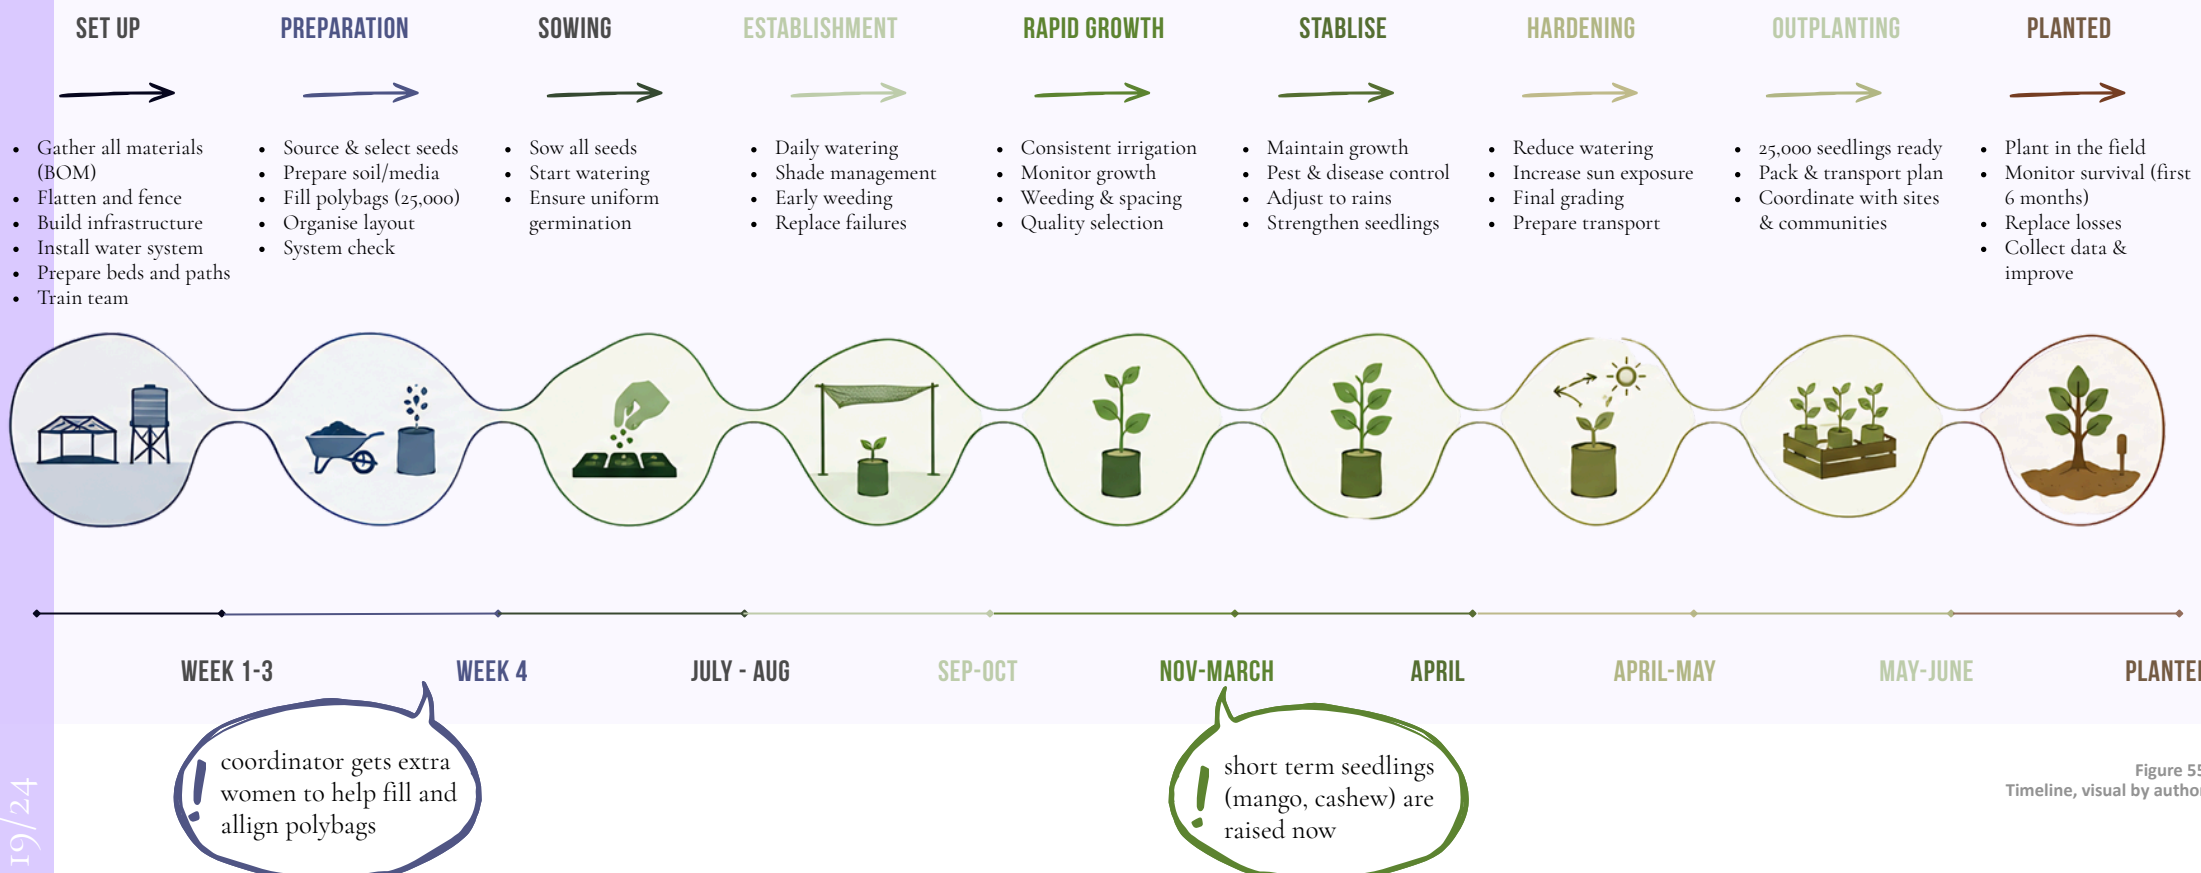 SET UP
PREPARATION
SOWING
ESTABLISHMENT
RAPID GROWTH
STABLISE
HARDENING
OUTPLANTING
PLANTED
• Gather all materials
(BOM)
• Flatten and fence
• Build infrastructure
• Install water system
• Prepare beds and paths
• Train team
• Source & select seeds
• Prepare soil/media
• Fill polybags (25,000)
• Organise layout
• System check
• Sow all seeds
• Start watering
• Ensure uniform
germination
• Daily watering
• Shade management
• Early weeding
• Replace failures
• Consistent irrigation
• Monitor growth
• Weeding & spacing
• Quality selection
• Maintain growth
• Pest & disease control
• Adjust to rains
• Strengthen seedlings
• Reduce watering
• Increase sun exposure
• Final grading
• Prepare transport
• 25,000 seedlings ready
• Pack & transport plan
• Coordinate with sites
& communities
• Plant in the field
• Monitor survival (first
6 months)
• Replace losses
• Collect data &
improve
WEEK 1-3
WEEK 4
JULY - AUG
SEP-OCT
NOV-MARCH
APRIL
APRIL-MAY
MAY-JUNE
PLANTE
! coordinator gets extra
women to help fill and
allign polybags
! short term seedlings
(mango, cashew) are
raised now
Figure 55
Timeline, visual by author
19/24